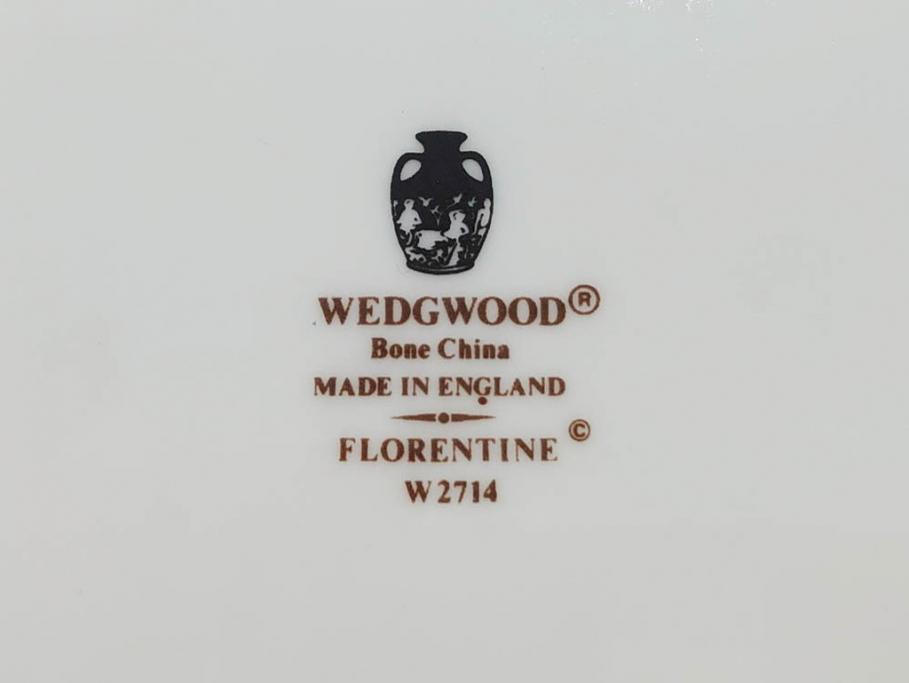 WEDGWOOD®
Bone China
MADE IN ENGLAND
FLORENTINE ©
W2714